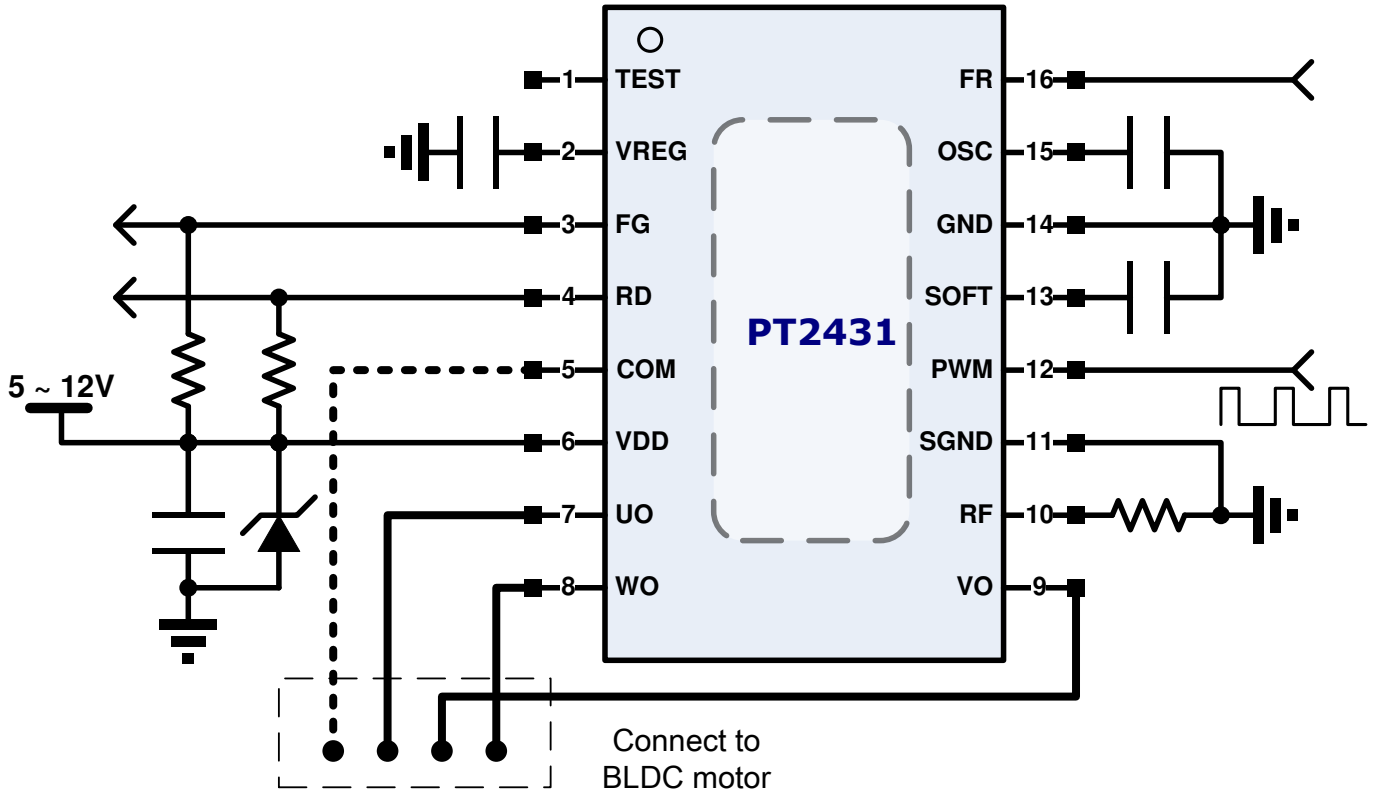 1 TEST
2 VREG
3 FG
4 RD
5 COM
6 VDD
7 UO
8 WO
FR 16
OSC 15
GND 14
SOFT 13
PWM 12
SGND 11
RF 10
VO 9
PT2431
5 ~ 12V
Connect to
BLDC motor